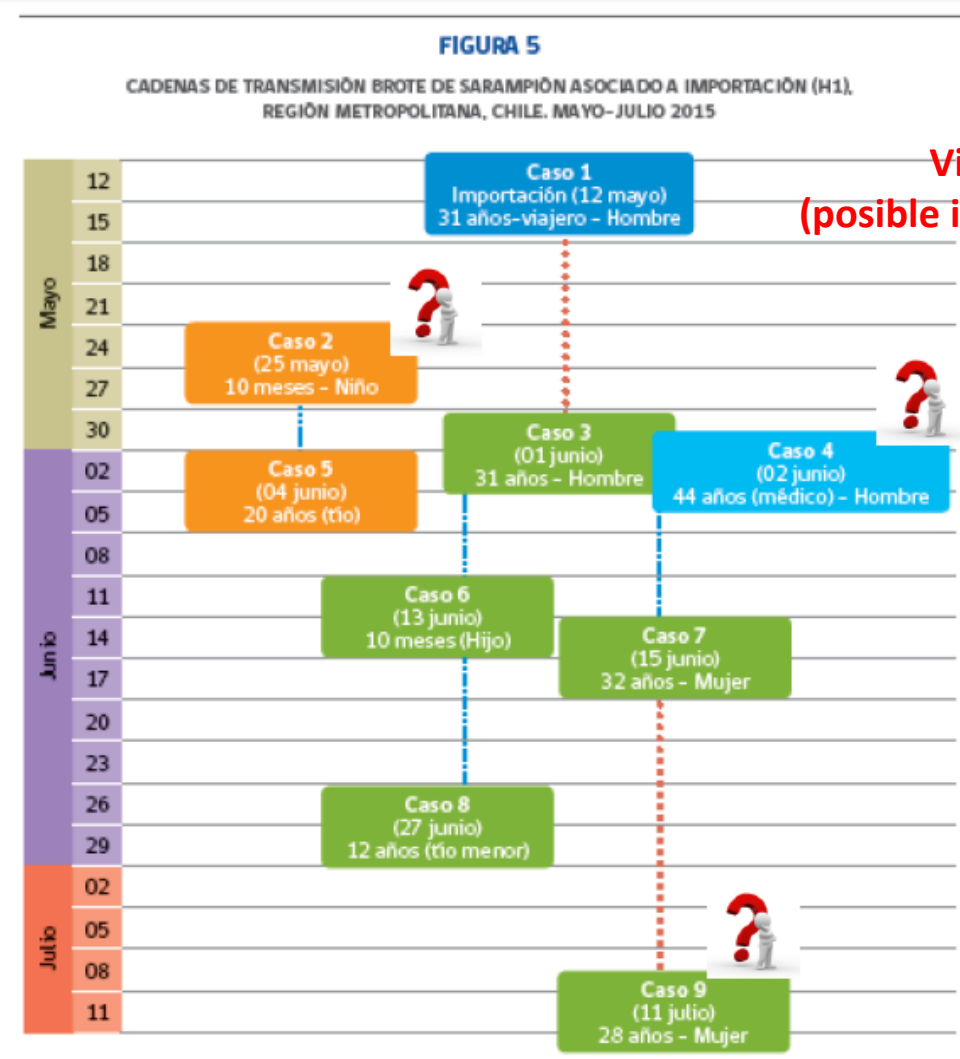 FIGURA 5
CADENAS DE TRANSMISIÓN BROTE DE SARAMPIÓN ASOCIADO A IMPORTACIÓN (H1),
REGIÓN METROPOLITANA, CHILE. MAYO-JULIO 2015
Vi
(posible i
Mayo
12
15
18
21
24
27
30
Junio
02
05
08
11
14
17
20
23
26
29
Julio
02
05
08
11
Caso 1
Importación (12 mayo)
31 años-viajero - Hombre
Caso 2
(25 mayo)
10 meses - Niño
Caso 3
(01 junio)
31 años - Hombre
Caso 4
(02 junio)
44 años (médico) - Hombre
Caso 5
(04 junio)
20 años (tío)
Caso 6
(13 junio)
10 meses (Hijo)
Caso 7
(15 junio)
32 años - Mujer
Caso 8
(27 junio)
12 años (tío menor)
Caso 9
(11 julio)
28 años - Mujer